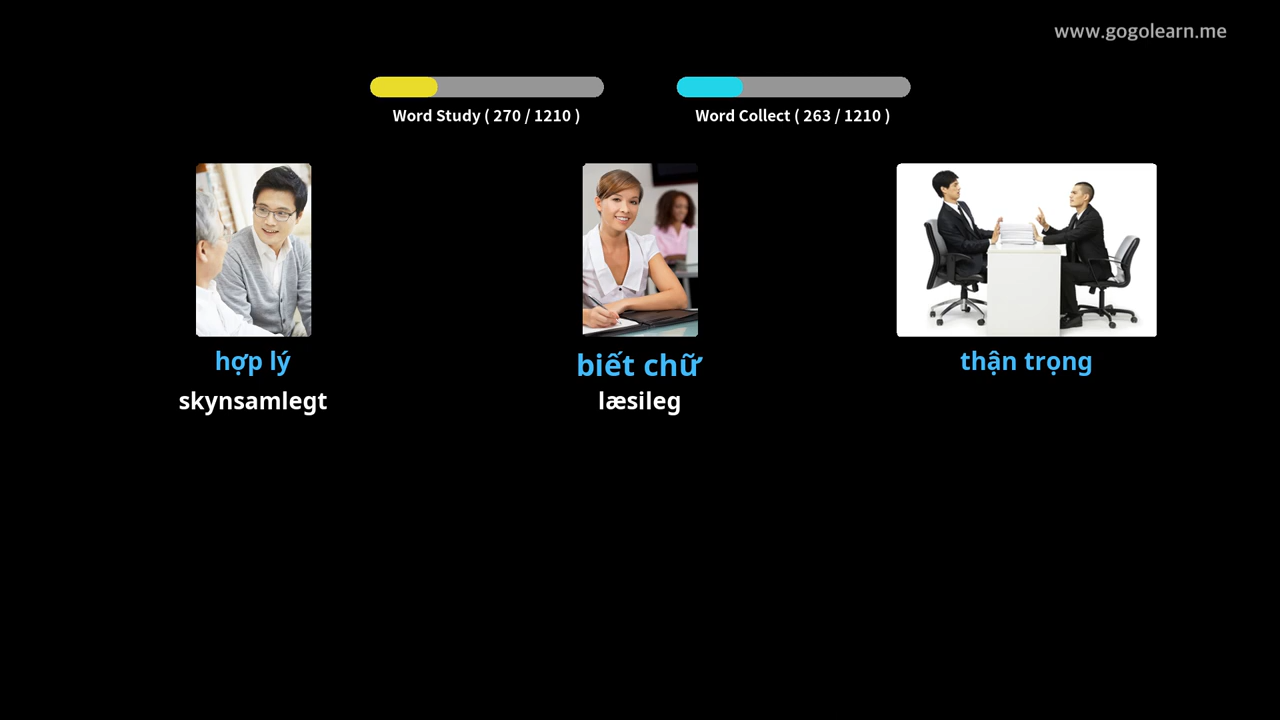 www.gogolearn.me
Word Study ( 270 / 1210 )
Word Collect ( 263 / 1210 )
hợp lý
skynsamlegt
biết chữ
læsileg
thận trọng